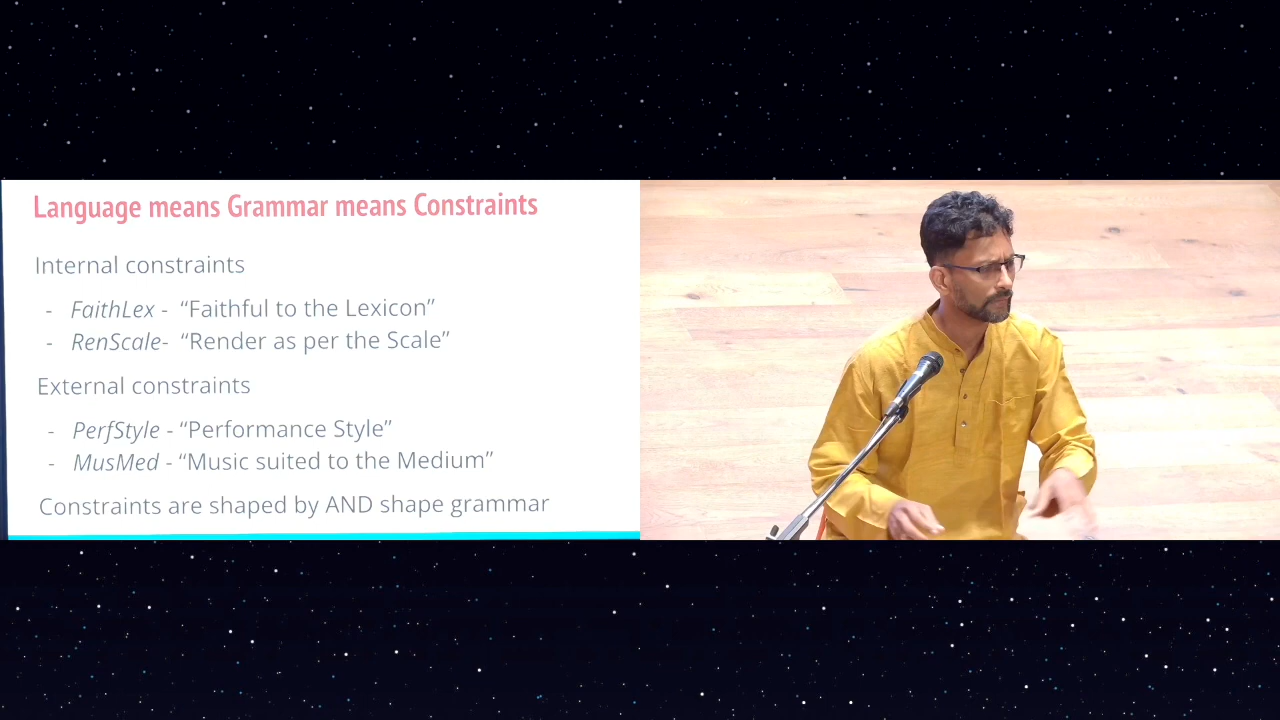 Language means Grammar means Constraints
Internal constraints
- FaithLex - “Faithful to the Lexicon”
- RenScale- “Render as per the Scale”
External constraints
- PerfStyle - “Performance Style”
- MusMed - “Music suited to the Medium”
Constraints are shaped by AND shape grammar